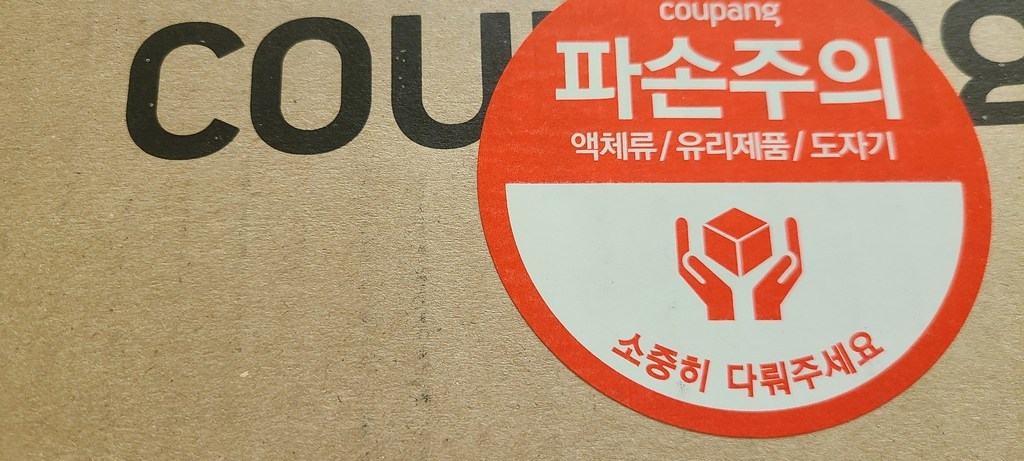 coupang
coupang
파손주의
액체류 / 유리제품 / 도자기
소중히 다뤄주세요